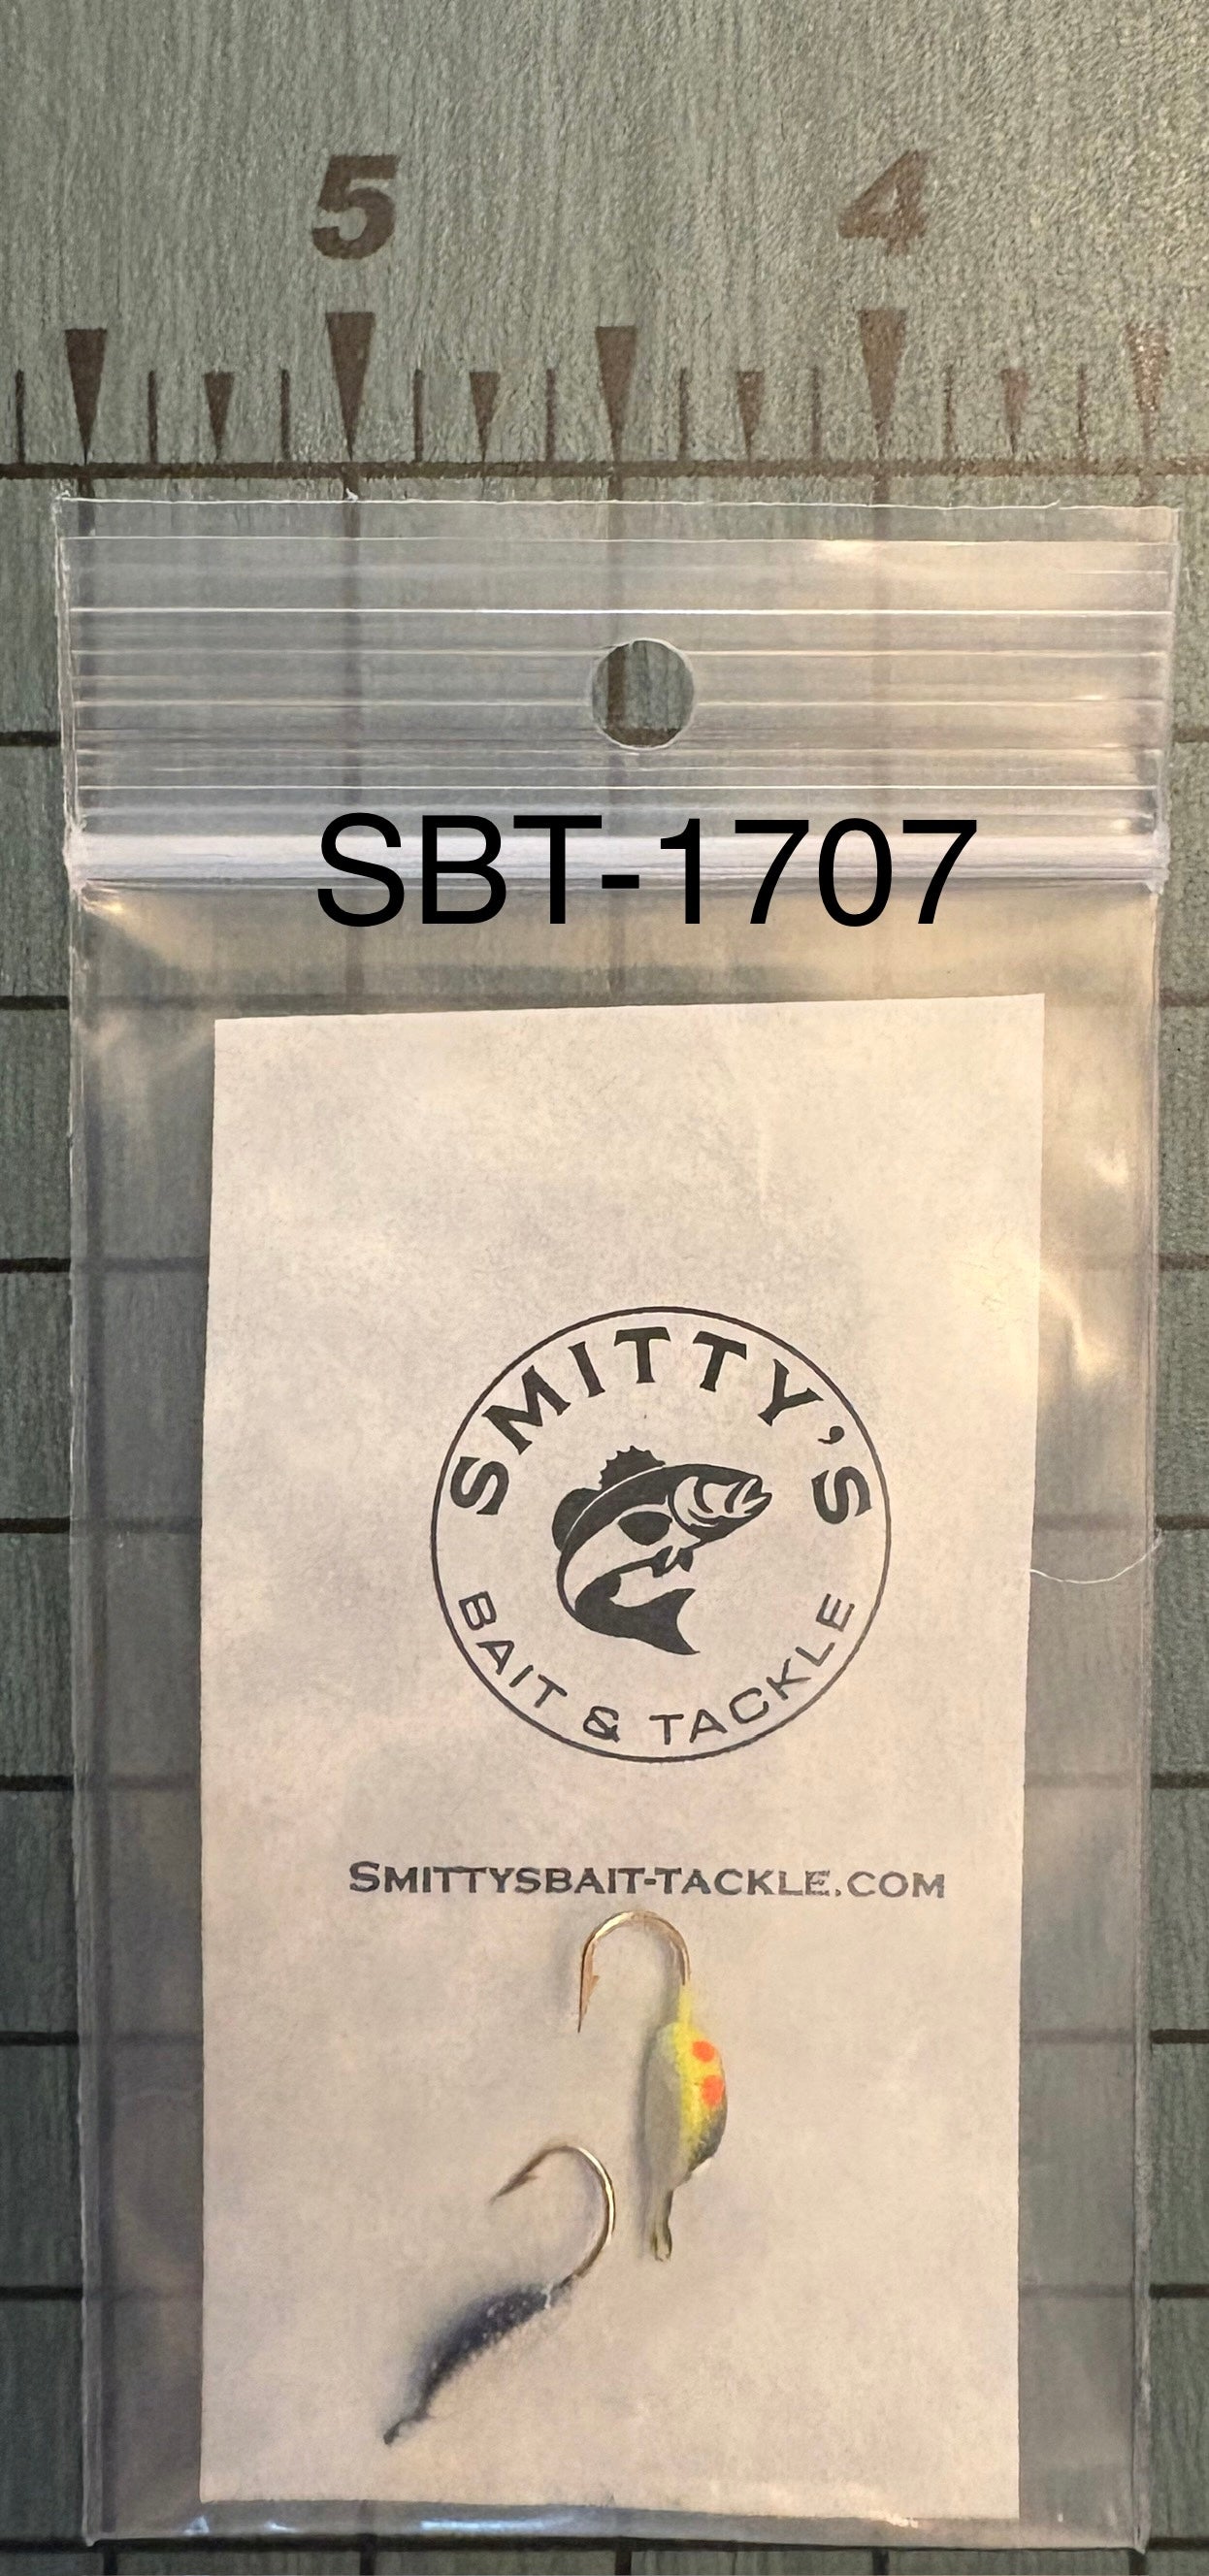 5 4
SBT-1707
SMITTY'S
BAIT & TACKLE
SMITTYSBAIT-TACKLE.COM